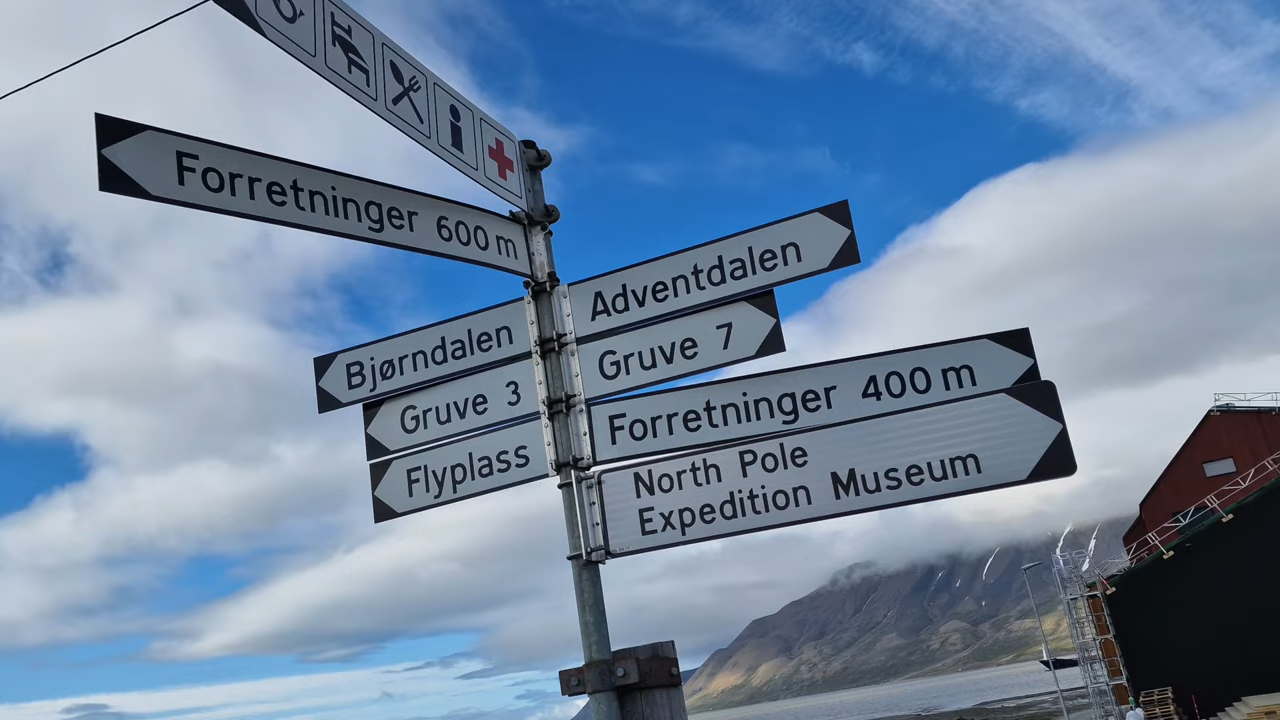 Forretninger 600 m
Adventdalen
Bjørndalen
Gruve 7
Gruve 3
Forretninger 400 m
Flyplass
North Pole
Expedition Museum